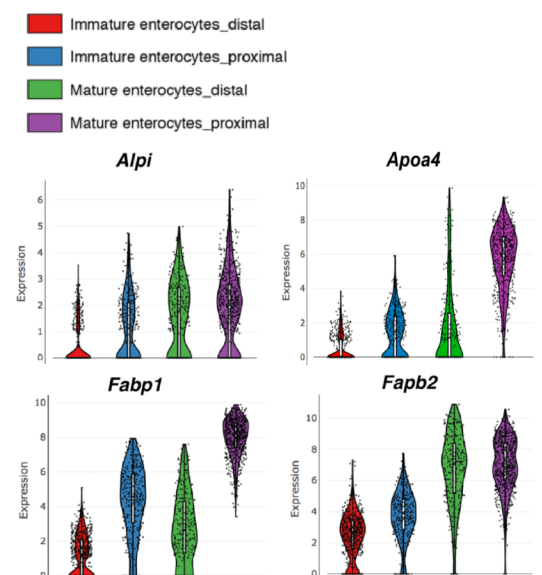 Immature enterocytes_distal
Immature enterocytes_proximal
Mature enterocytes_distal
Mature enterocytes_proximal
Alpi
Apoa4
Expression
6
5
4
3
2
1
0
Expression
10
8
6
4
2
0
Fabp1
Fapb2
Expression
10
8
6
4
2
0
Expression
10
8
6
4
2
0